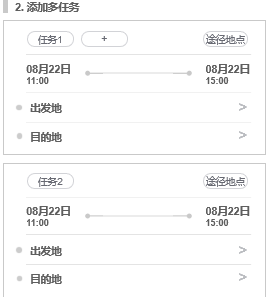 2. 添加多任务
任务1 + 途径地点
08月22日 08月22日
11:00 15:00
出发地 >
目的地 >
任务2 途径地点
08月22日 08月22日
11:00 15:00
出发地 >
目的地 >